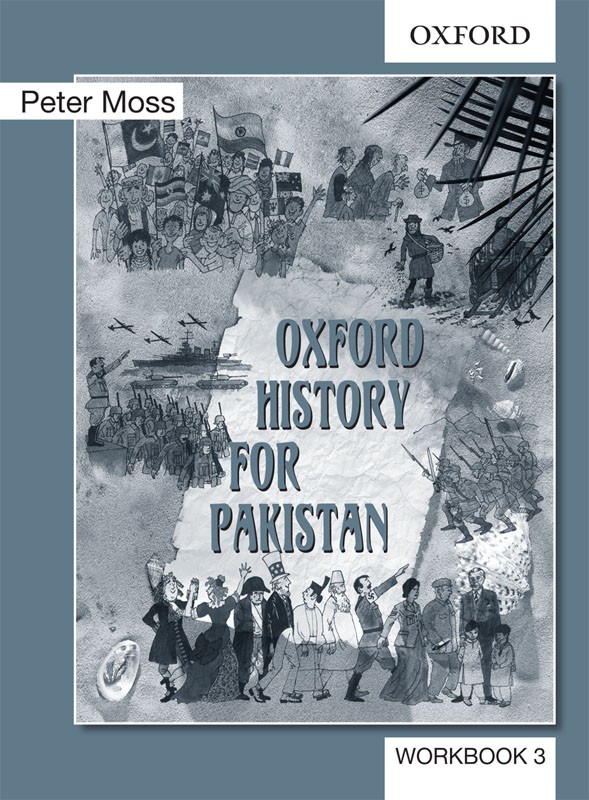 OXFORD
Peter Moss
OXFORD
HISTORY
FOR
PAKISTAN
WORKBOOK 3